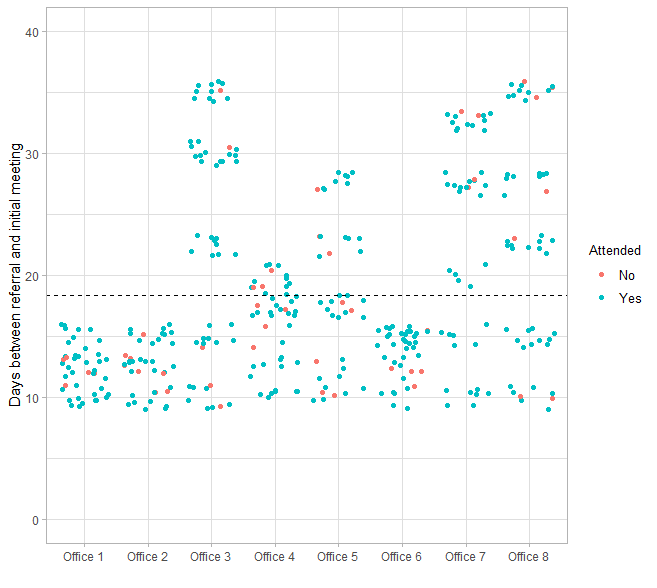 Days between referral and initial meeting
40
30
20
10
0
Office 1 Office 2 Office 3 Office 4 Office 5 Office 6 Office 7 Office 8
Attended
No
Yes